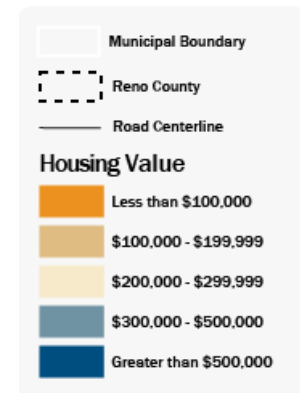 Municipal Boundary
Reno County
Road Centerline
Housing Value
Less than $100,000
$100,000 - $199,999
$200,000 - $299,999
$300,000 - $500,000
Greater than $500,000